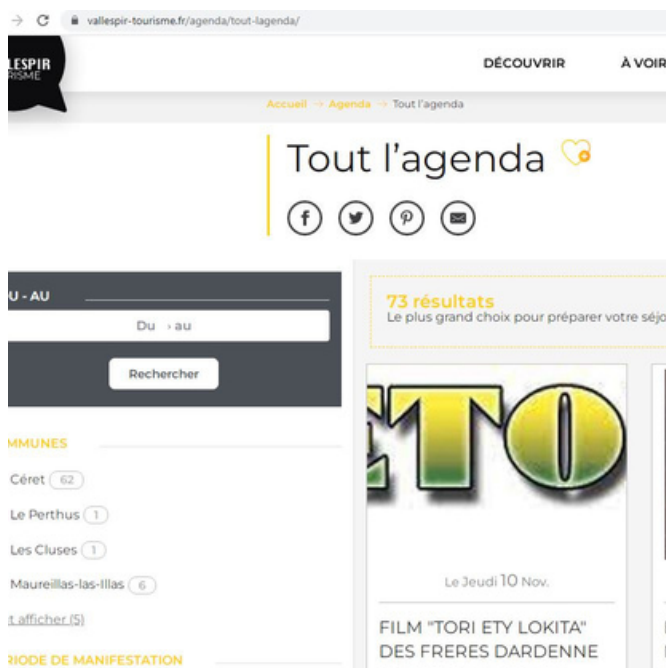 vallespir-tourisme.fr/agenda/tout-lagenda/
LESPIR
RISME
DÉCOUVRIR
À VOIR
Accueil → Agenda → Tout l'agenda
Tout l'agenda
U - AU
Du › au
Rechercher
73 résultats
Le plus grand choix pour préparer votre séjo
MMUNES
Céret 62
Le Perthus 1
Les Cluses 1
Maureillas-las-Illas 6
t afficher (5)
RIODE DE MANIFESTATION
ETO
Le Jeudi 10 Nov.
FILM "TORI ETY LOKITA"
DES FRERES DARDENNE